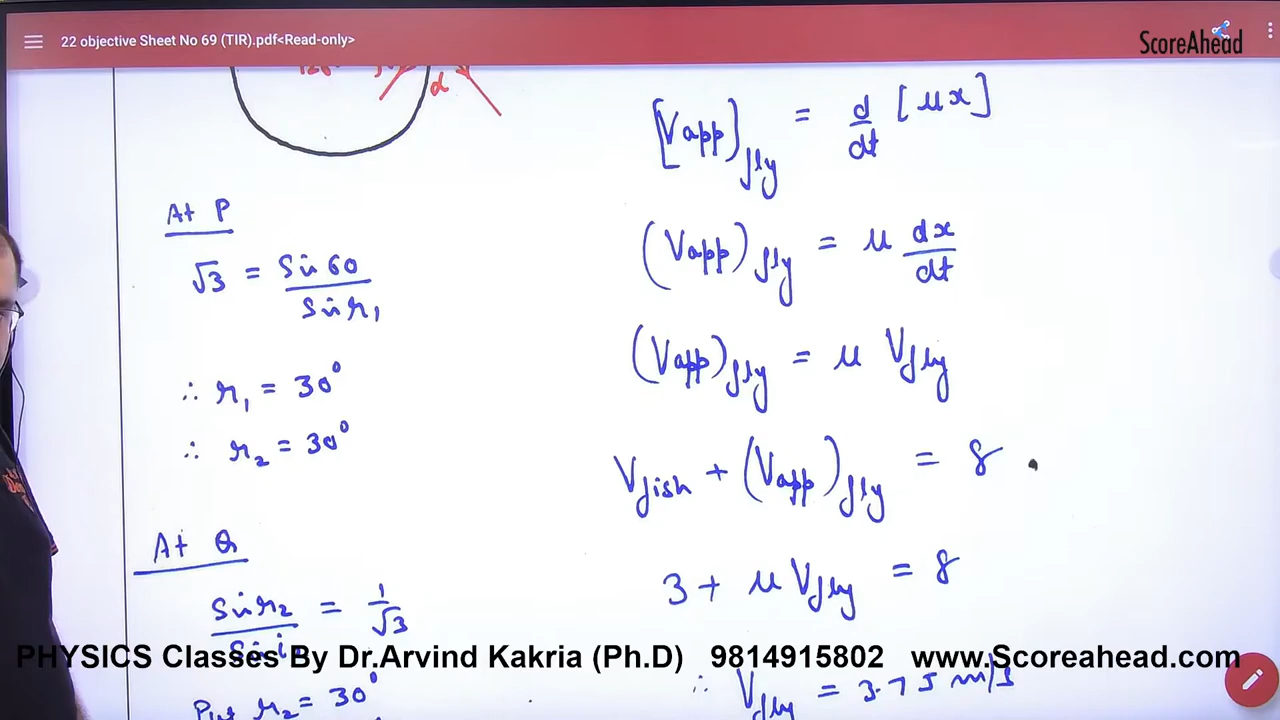 22 objective Sheet No 69 (TIR).pdf<Read-only>
ScoreAhead
α
At P
√3 = Sin 60 / Sin r₁
∴ r₁ = 30°
∴ r₂ = 30°
At Q
Sin r₂ / Sin i = 1/√3
Put r₂ = 30°
[Vapp]fly = d/dt [μx]
(Vapp)fly = μ dx/dt
(Vapp)fly = μ Vfly
Vfish + (Vapp)fly = 8
3 + μ Vfly = 8
∴ Vfly = 3.75 m/s
PHYSICS Classes By Dr.Arvind Kakria (Ph.D) 9814915802 www.Scoreahead.com